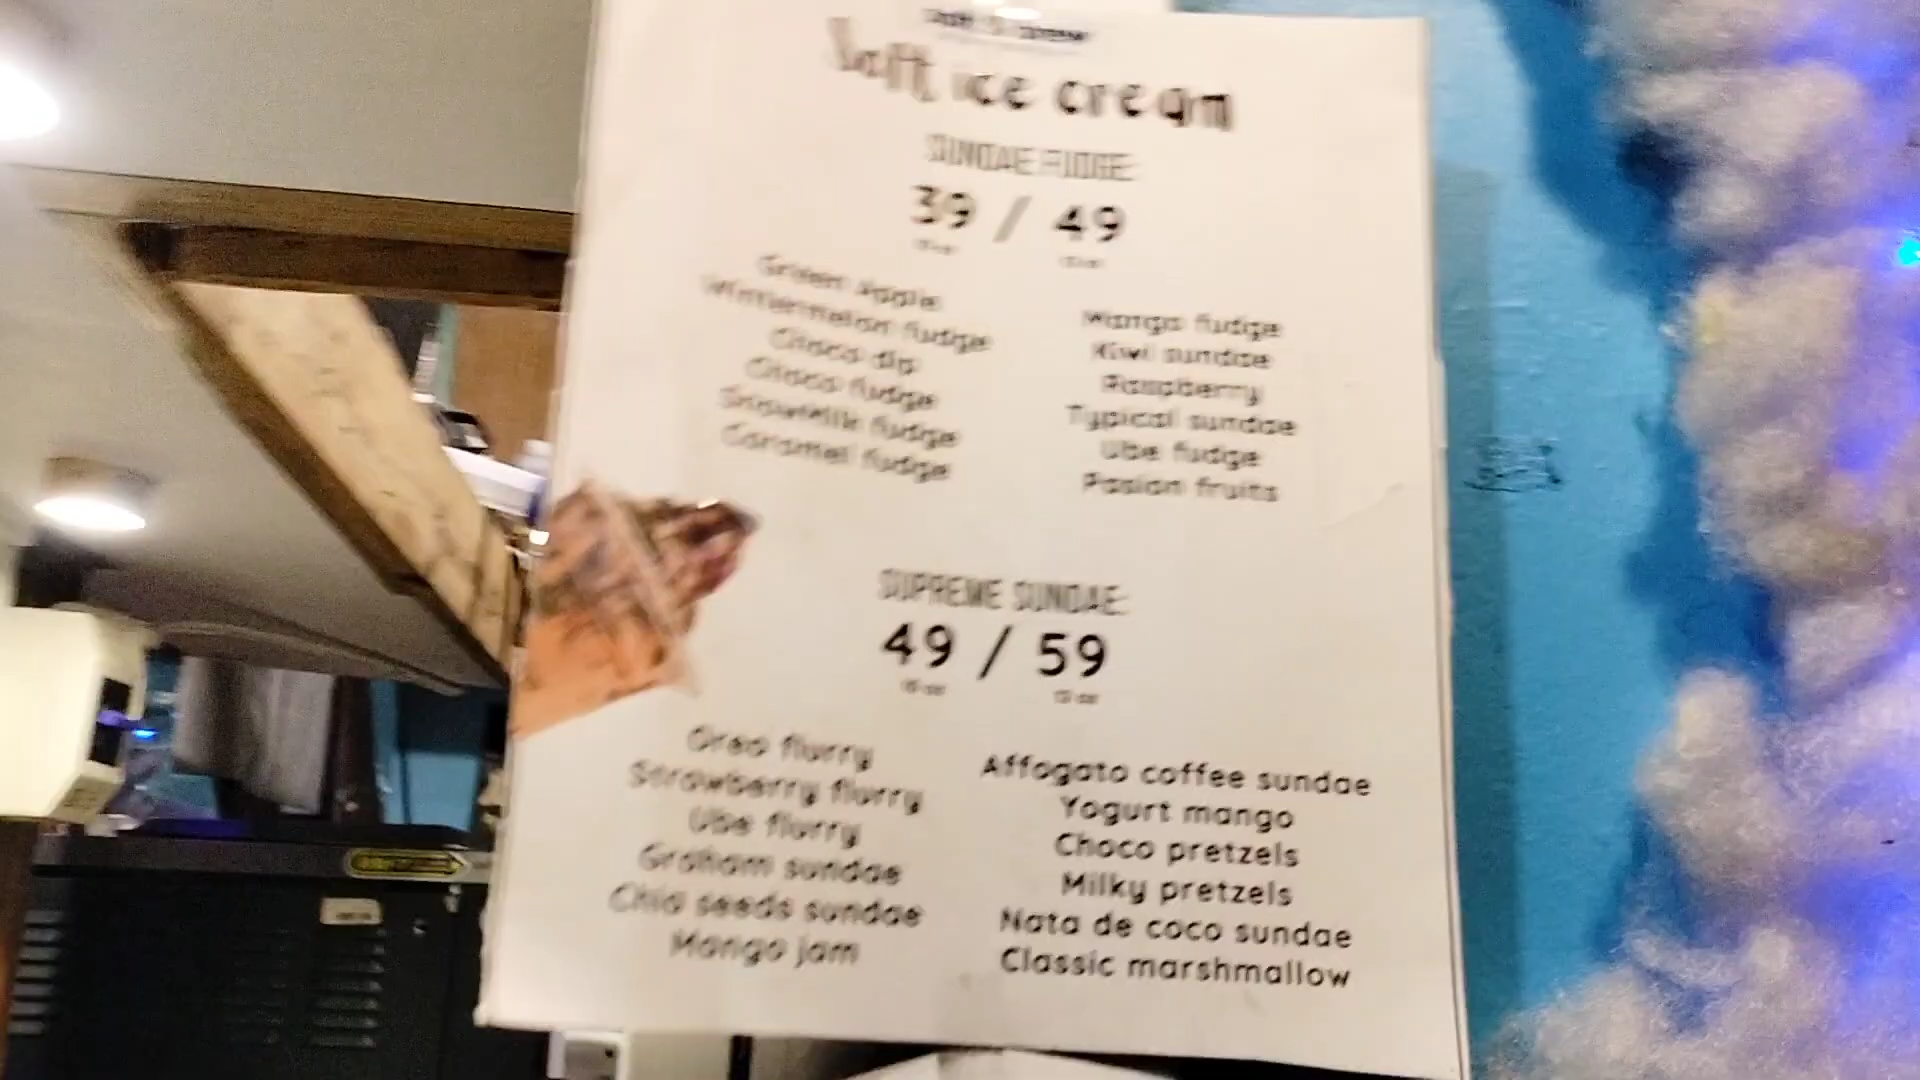 Soft ice cream
SUNDAE FUDGE:
39 / 49
Green apple
Wintermelon fudge
Choco dip
Choco fudge
Snowmilk fudge
Caramel fudge
Mango fudge
Kiwi sundae
Raspberry
Typical sundae
Ube fudge
Pasion fruits
SUPREME SUNDAE:
49 / 59
Oreo flurry
Strawberry flurry
Ube flurry
Graham sundae
Chia seeds sundae
Mango jam
Affogato coffee sundae
Yogurt mango
Choco pretzels
Milky pretzels
Nata de coco sundae
Classic marshmallow